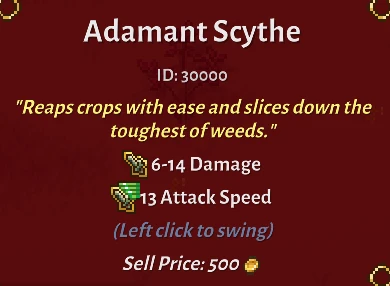 Adamant Scythe
ID: 30000
"Reaps crops with ease and slices down the
toughest of weeds."
6-14 Damage
13 Attack Speed
(Left click to swing)
Sell Price: 500